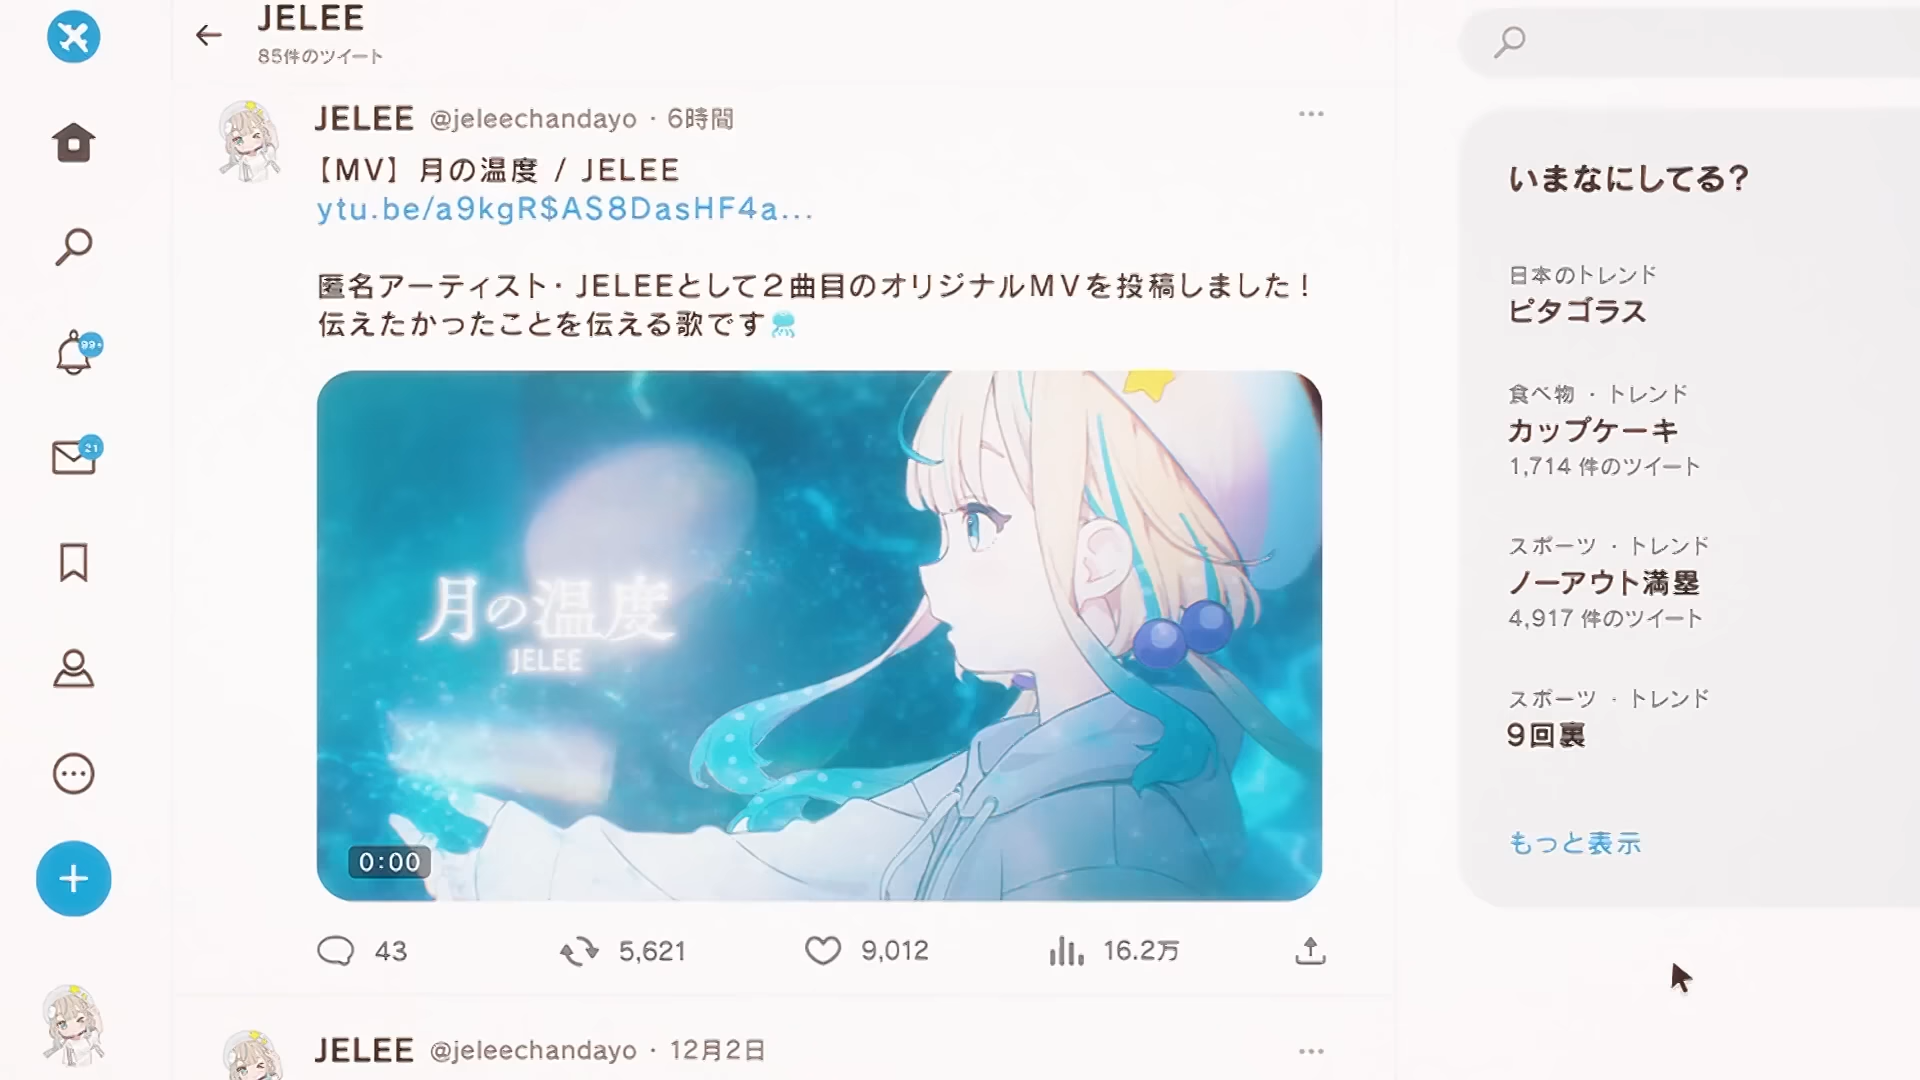 JELEE
85件のツイート
JELEE @jeleechandayo · 6時間
【MV】月の温度 / JELEE
ytu.be/a9kgR$AS8DasHF4a...
匿名アーティスト・JELEEとして2曲目のオリジナルMVを投稿しました！
伝えたかったことを伝える歌です
月の温度
JELEE
0:00
43 5,621 9,012 16.2万
JELEE @jeleechandayo · 12月2日
99+
21
いまなにしてる？
日本のトレンド
ピタゴラス
食べ物 · トレンド
カップケーキ
1,714 件のツイート
スポーツ · トレンド
ノーアウト満塁
4,917 件のツイート
スポーツ · トレンド
9回裏
もっと表示